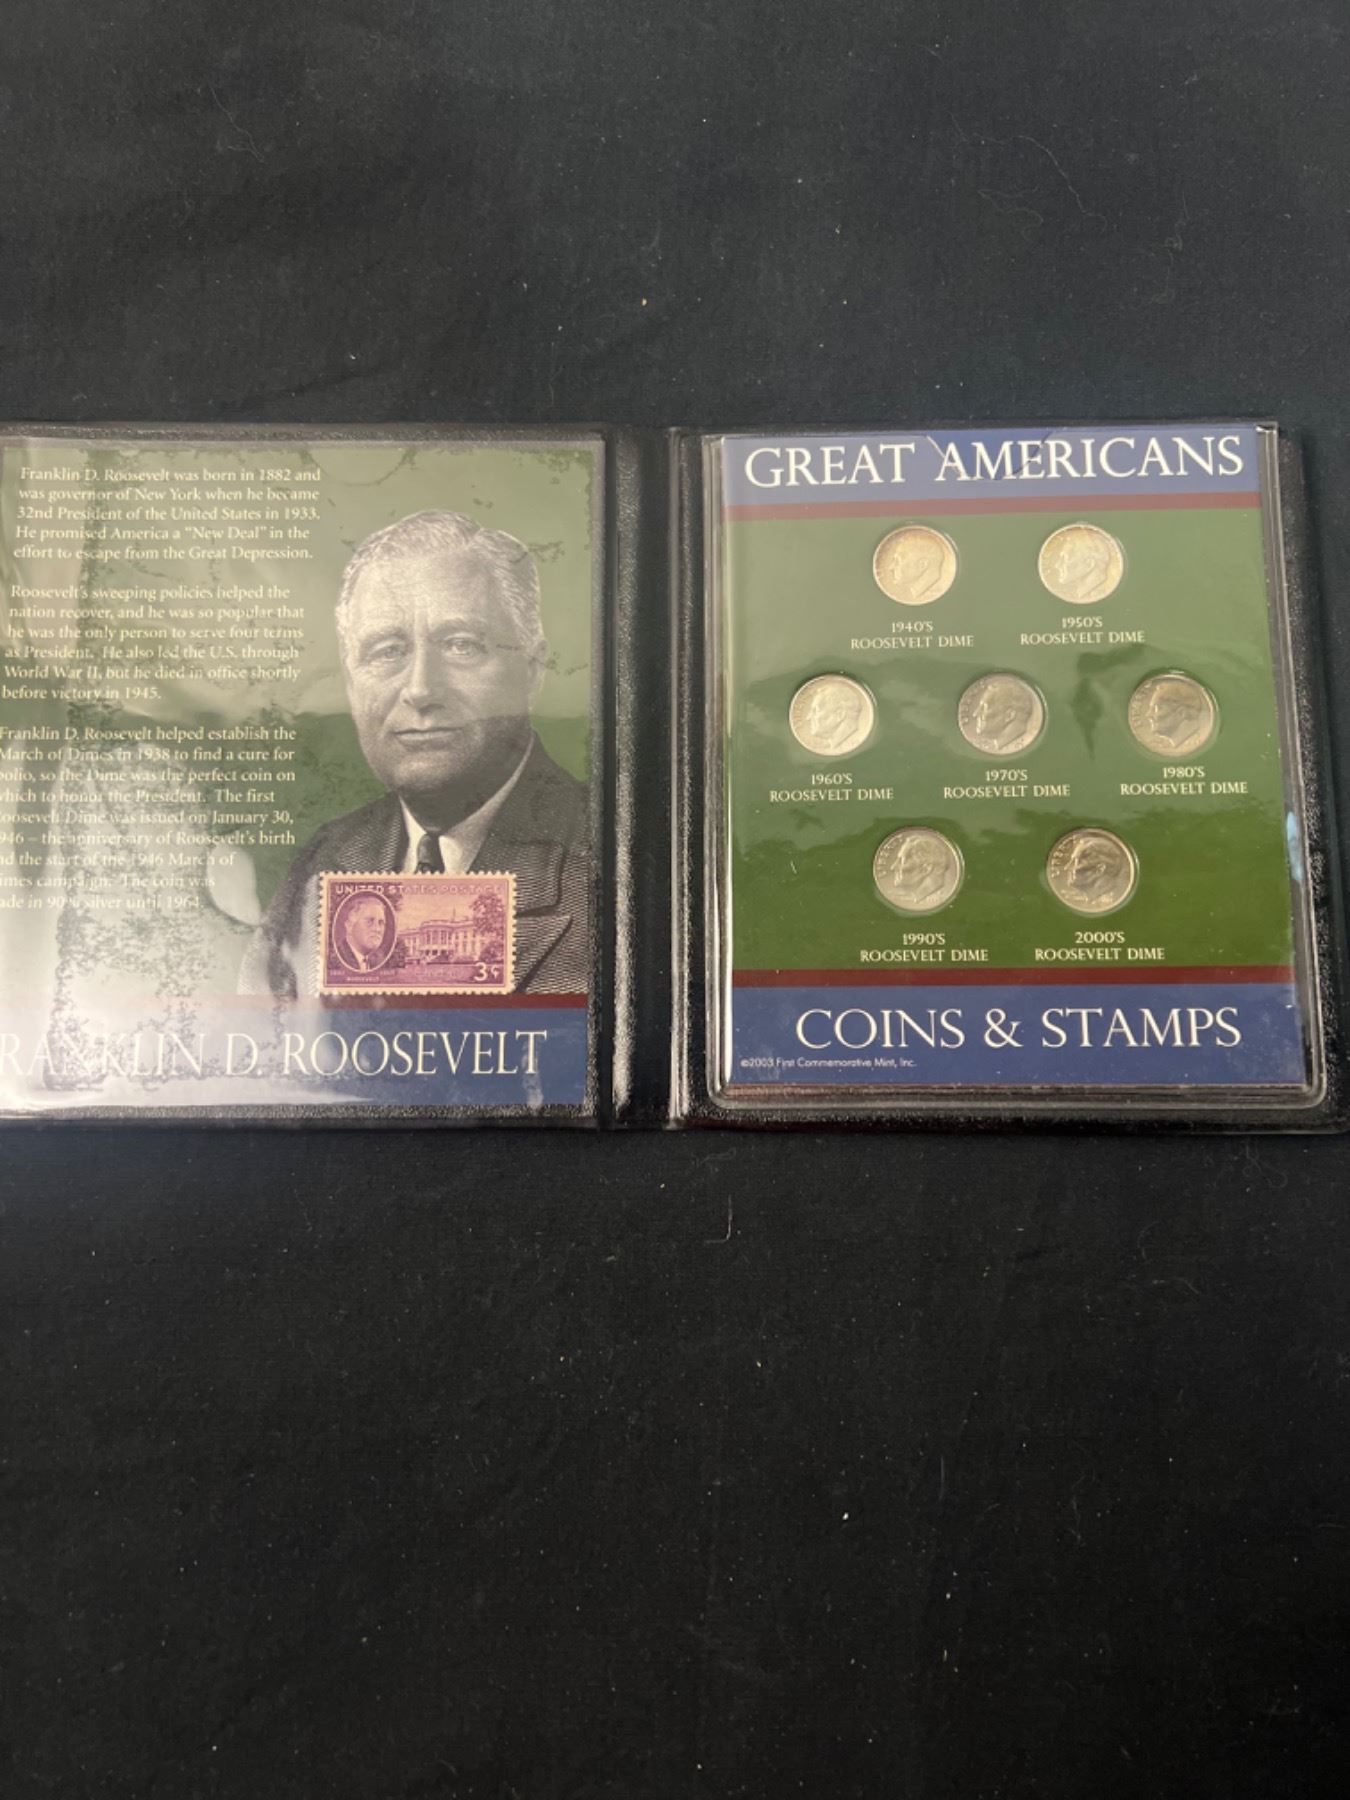 Franklin D. Roosevelt was born in 1882 and
was governor of New York when he became
32nd President of the United States in 1933.
He promised America a "New Deal" in the
effort to escape from the Great Depression.
Roosevelt's sweeping policies helped the
nation recover, and he was so popular that
he was the only person to serve four terms
as President. He also led the U.S. through
World War II, but he died in office shortly
before victory in 1945.
Franklin D. Roosevelt helped establish the
March of Dimes in 1938 to find a cure for
polio, so the Dime was the perfect coin on
which to honor the President. The first
Roosevelt Dime was issued on January 30,
946 – the anniversary of Roosevelt's birth
nd the start of the 1946 March of
imes campaign. The coin was
ade in 90% silver until 1964.
UNITED STATES POSTAGE
ROOSEVELT
3¢
RANKLIN D. ROOSEVELT
GREAT AMERICANS
1940'S
ROOSEVELT DIME
1950'S
ROOSEVELT DIME
1960'S
ROOSEVELT DIME
1970'S
ROOSEVELT DIME
1980'S
ROOSEVELT DIME
LIBERTY
1990'S
ROOSEVELT DIME
LIBERTY
2000'S
ROOSEVELT DIME
COINS & STAMPS
©2003 First Commemorative Mint, Inc.